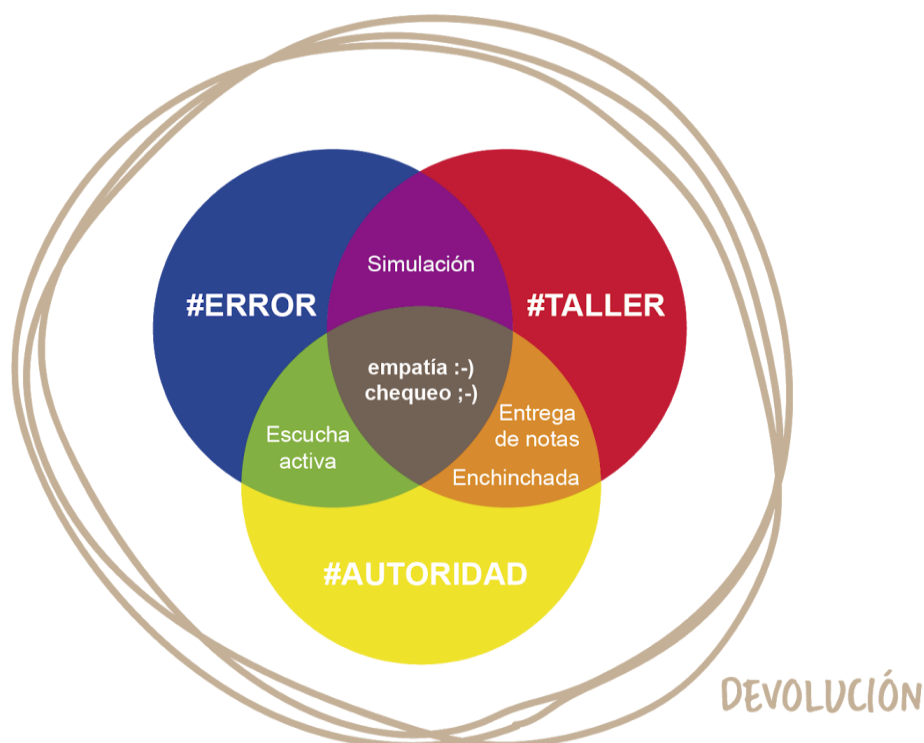 Simulación
#ERROR
#TALLER
empatía :-)
chequeo ;-)
Entrega
de notas
Escucha
activa
Enchinchada
#AUTORIDAD
DEVOLUCIÓN